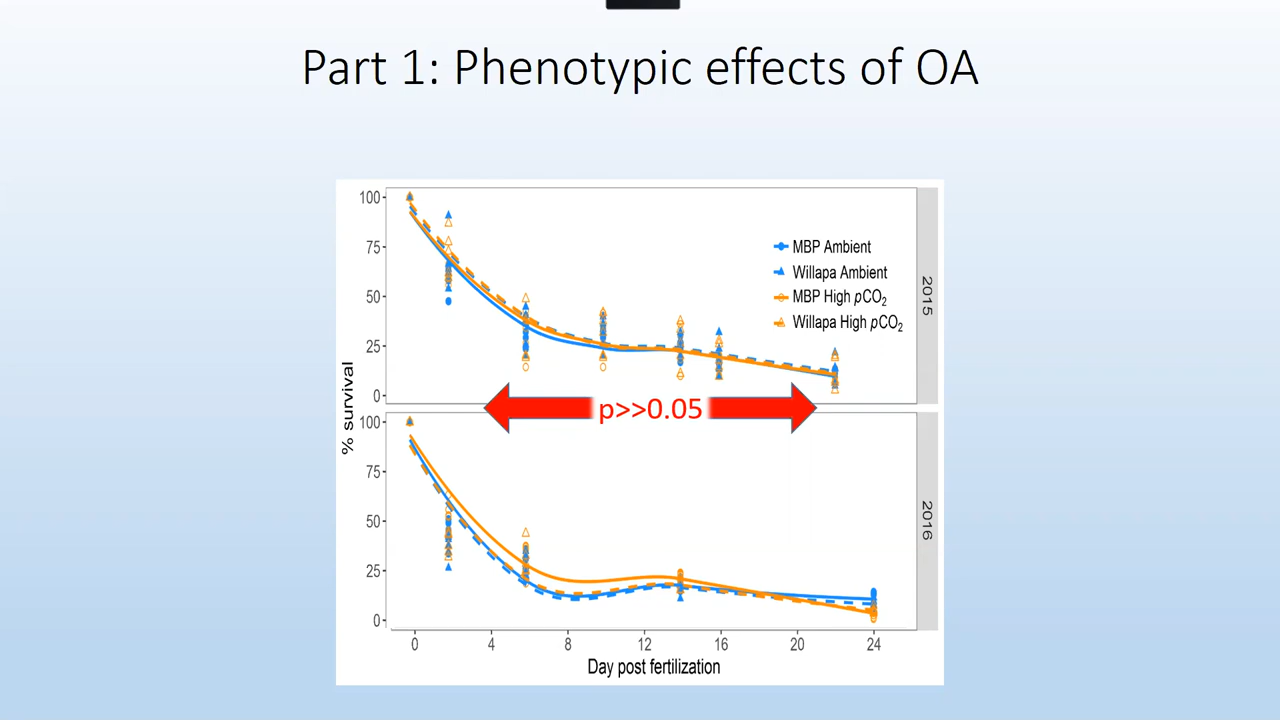 Part 1: Phenotypic effects of OA
100
75
50
25
0
MBP Ambient
Willapa Ambient
MBP High pCO₂
Willapa High pCO₂
2015
p>>0.05
% survival
100
75
50
25
0
2016
0 4 8 12 16 20 24
Day post fertilization